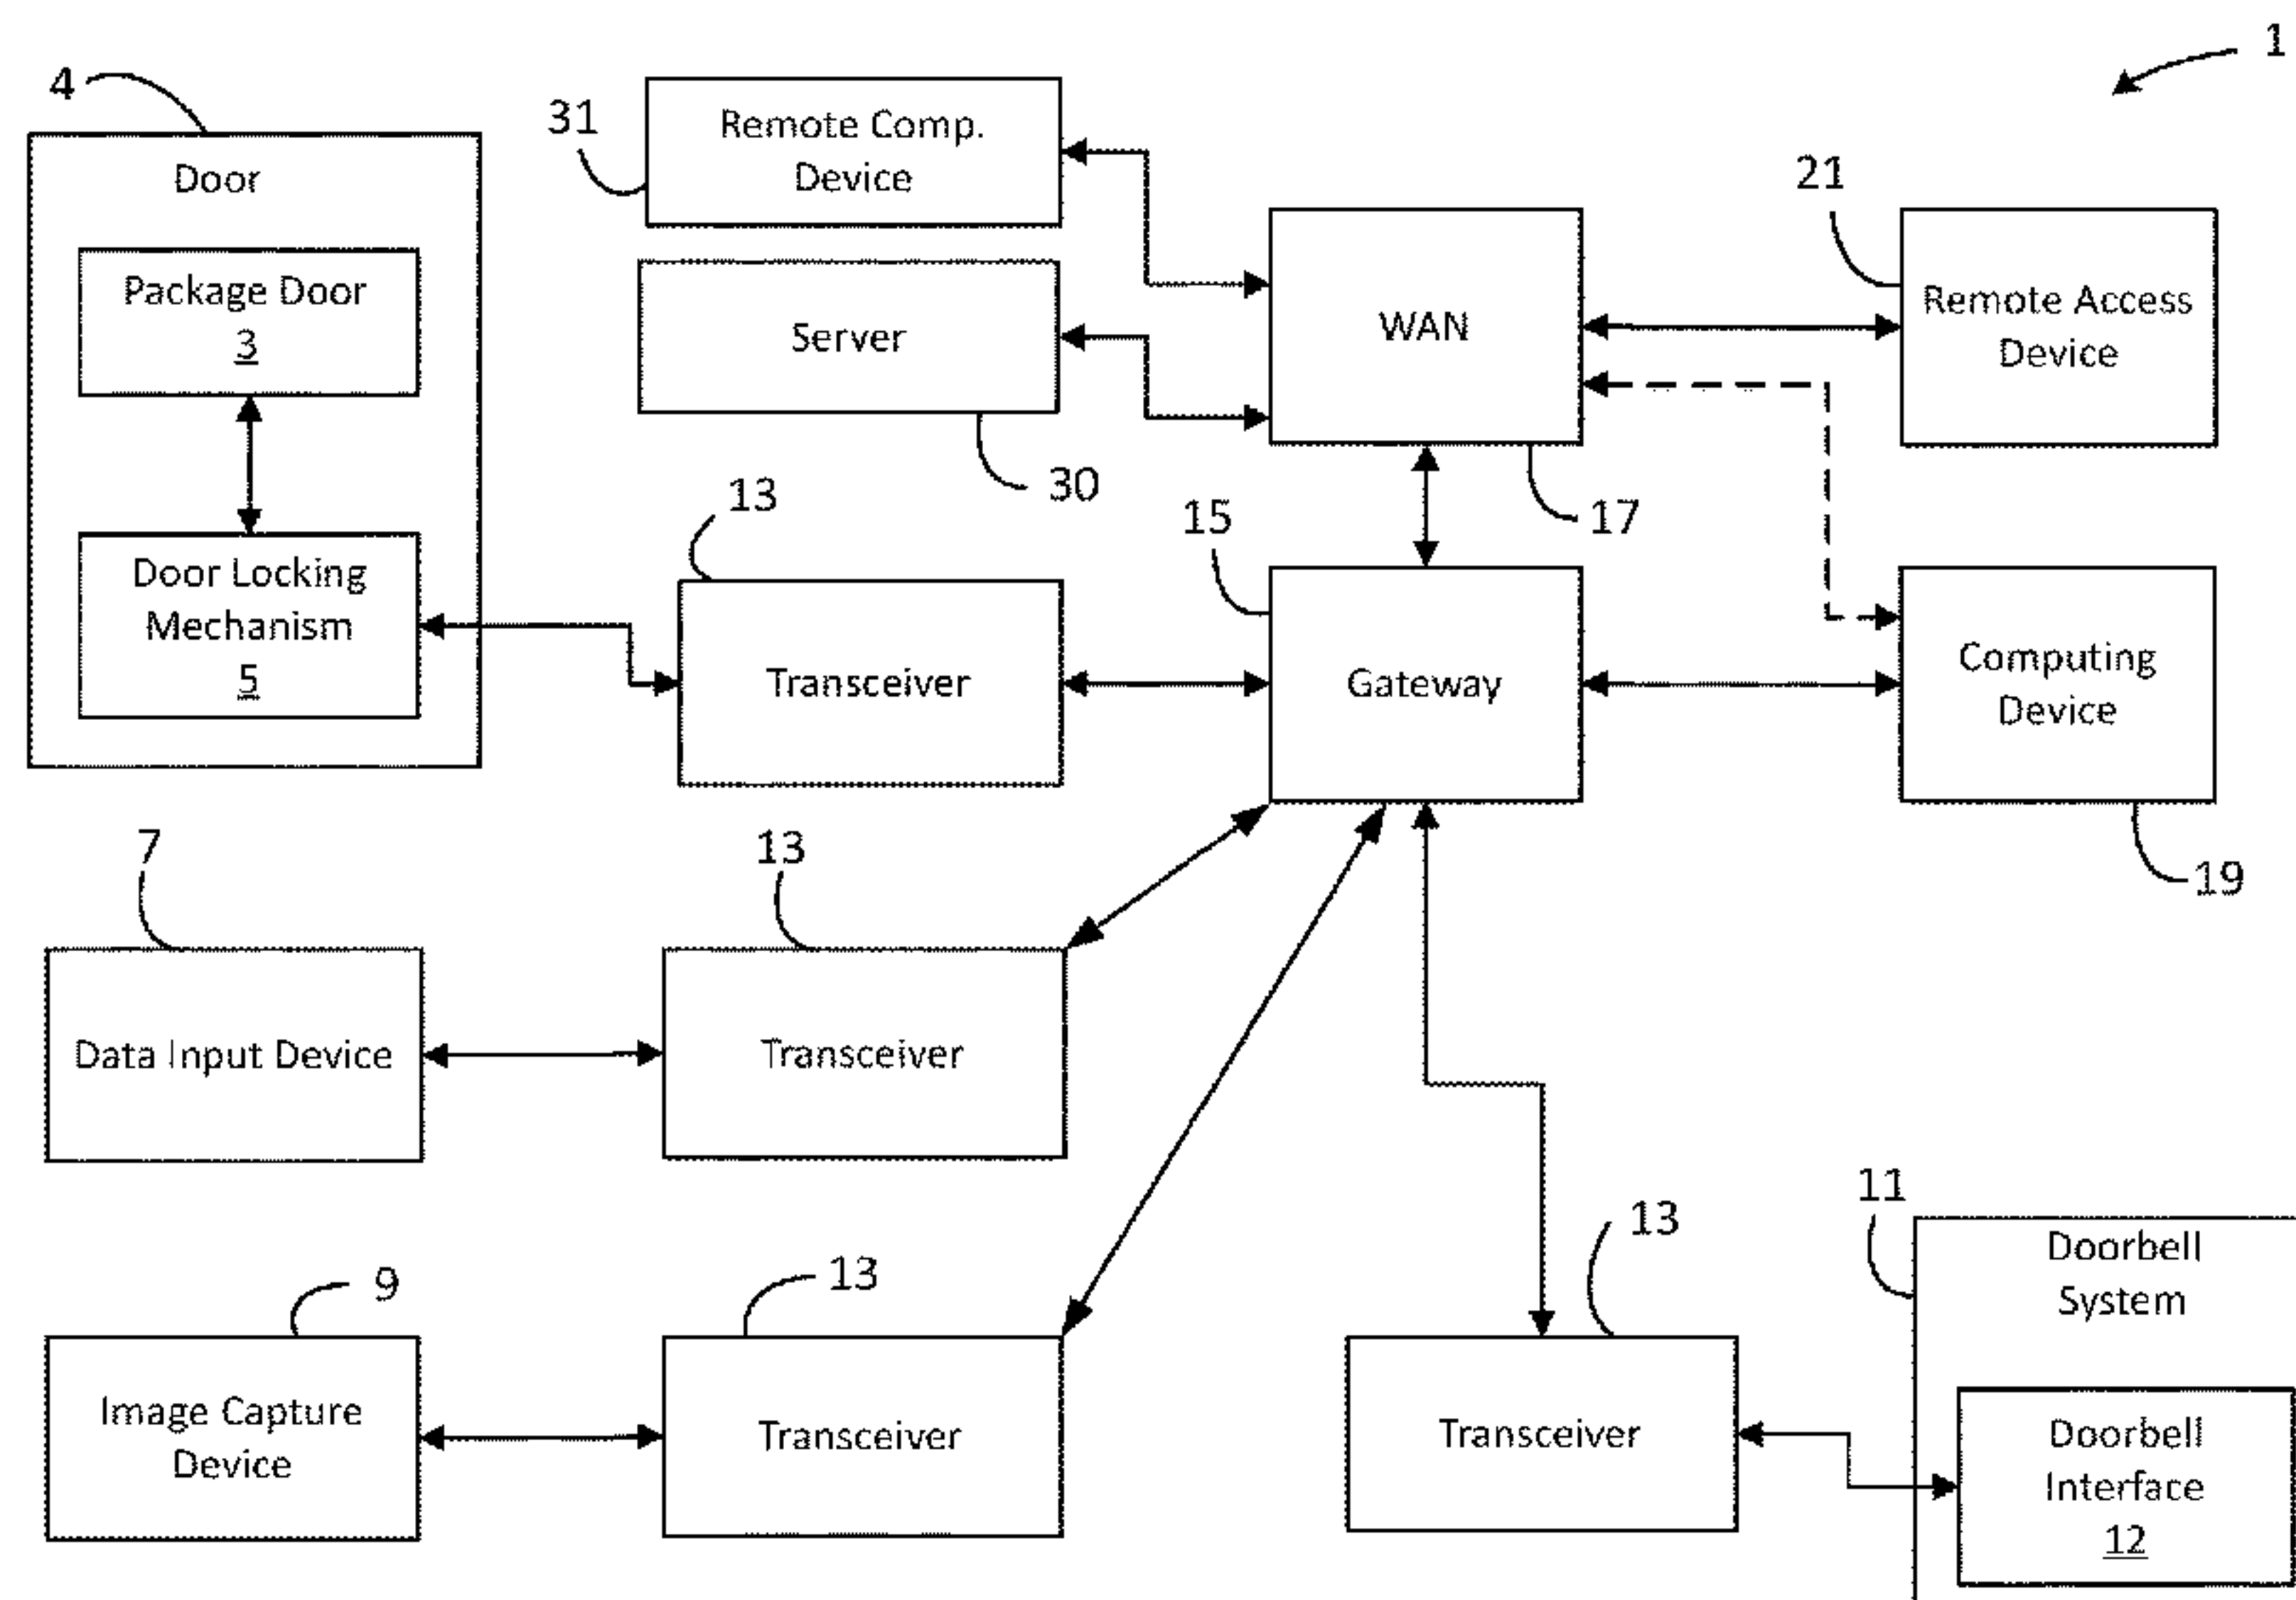 1
4
Door
Package Door
3
Door Locking
Mechanism
5
31
Remote Comp.
Device
Server
30
WAN
17
21
Remote Access
Device
13
Transceiver
15
Gateway
Computing
Device
19
7
Data Input Device
13
Transceiver
9
Image Capture
Device
13
Transceiver
13
Transceiver
11
Doorbell
System
Doorbell
Interface
12